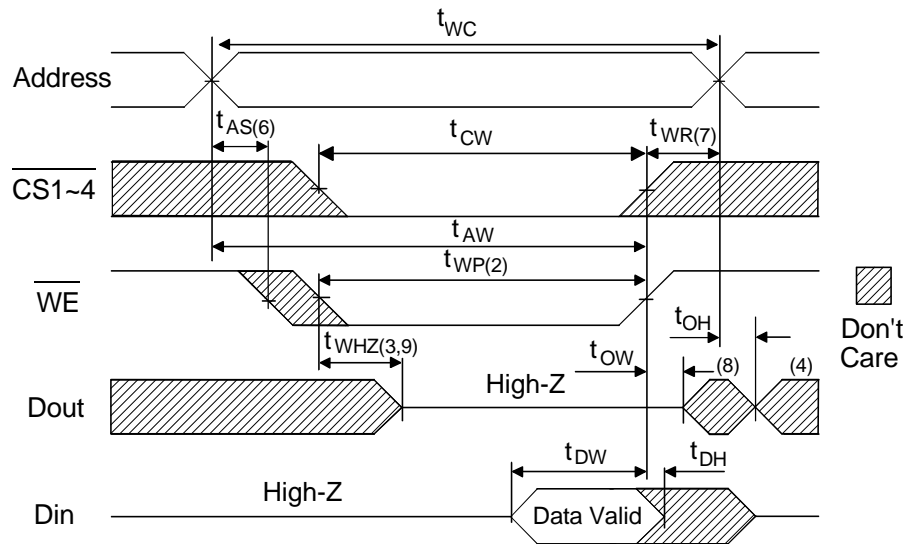 tWC
Address
tAS(6)
tCW
tWR(7)
CS1~4
tAW
tWP(2)
WE
tOH
Don't
Care
tWHZ(3,9)
tOW
(8)
(4)
High-Z
Dout
tDW
tDH
High-Z
Din
Data Valid